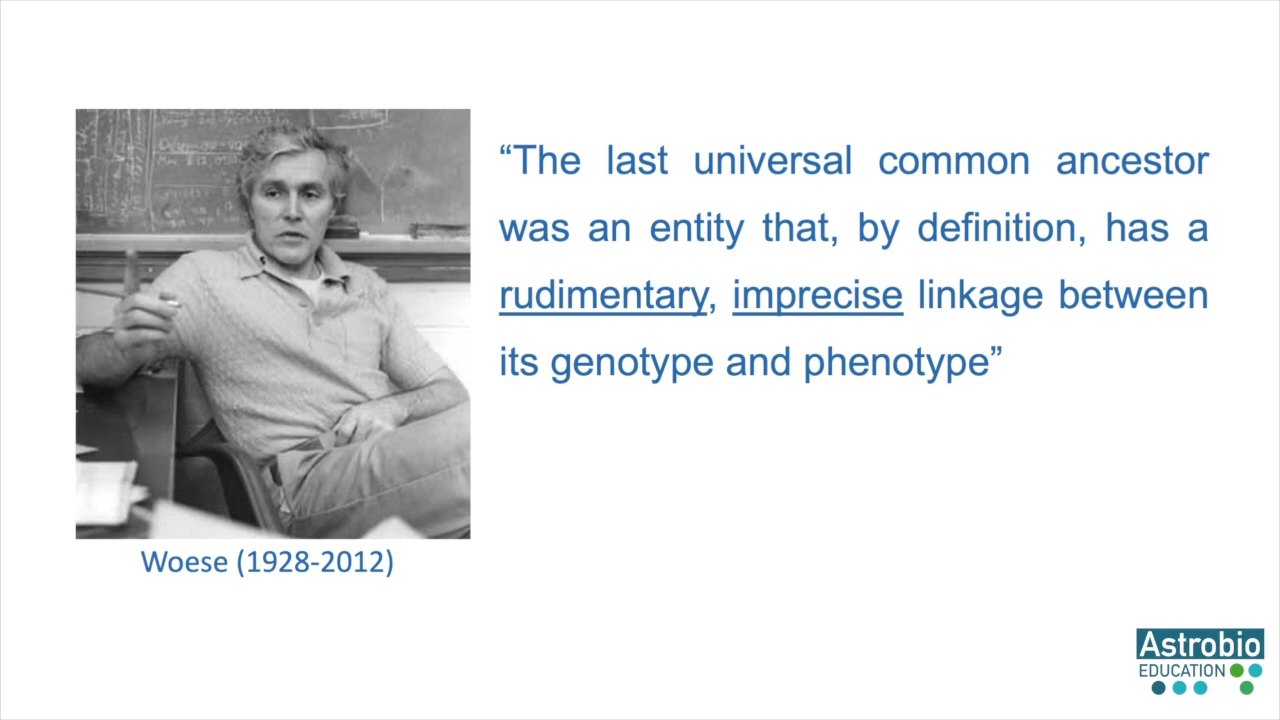 “The last universal common ancestor
was an entity that, by definition, has a
rudimentary, imprecise linkage between
its genotype and phenotype”
Woese (1928-2012)
Astrobio
EDUCATION